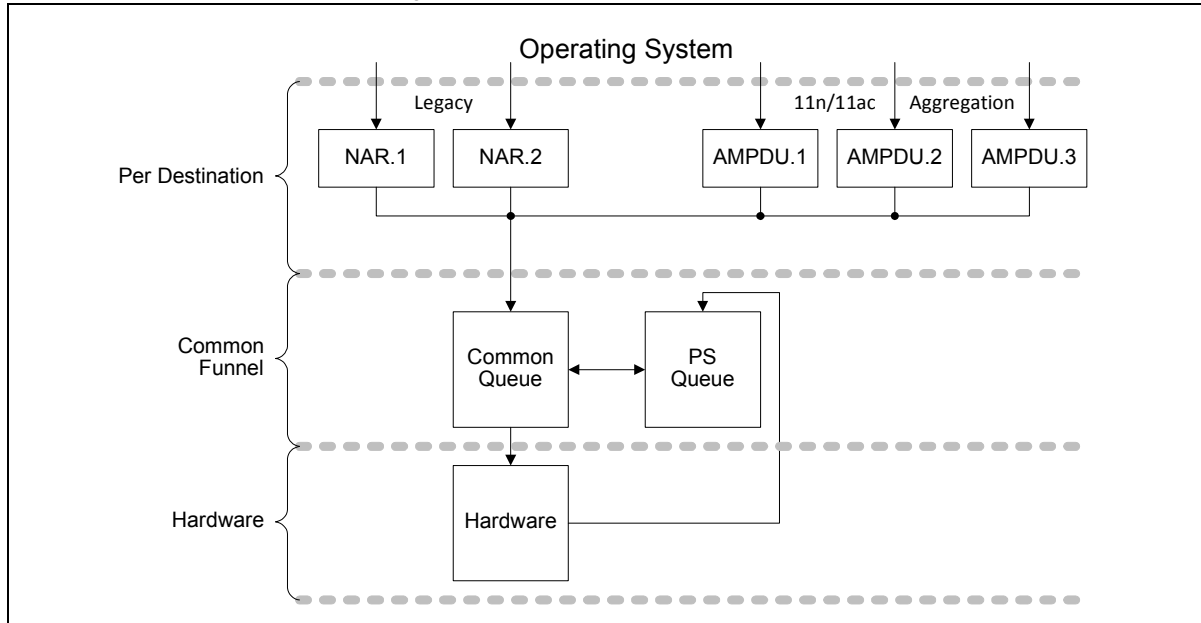 Operating System
Legacy
11n/11ac
Aggregation
NAR.1
NAR.2
AMPDU.1
AMPDU.2
AMPDU.3
Per Destination
Common
Funnel
Common
Queue
PS
Queue
Hardware
Hardware